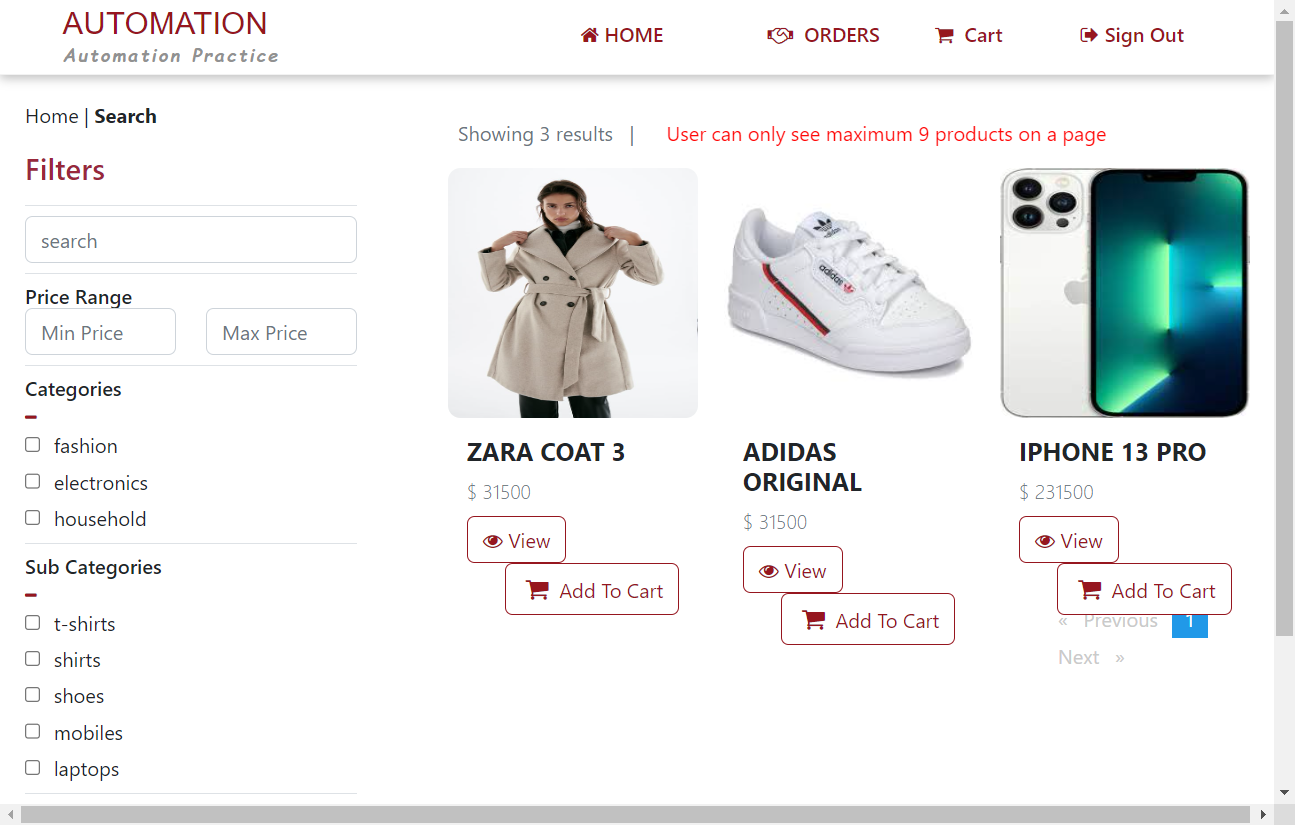 AUTOMATION
Automation Practice
HOME
ORDERS
Cart
Sign Out
Home | Search
Showing 3 results |
User can only see maximum 9 products on a page
Filters
search
Price Range
Min Price
Max Price
Categories
fashion
electronics
household
Sub Categories
t-shirts
shirts
shoes
mobiles
laptops
adidas
adidas
ZARA COAT 3
$ 31500
View
Add To Cart
ADIDAS
ORIGINAL
$ 31500
View
Add To Cart
IPHONE 13 PRO
$ 231500
View
Add To Cart
« Previous 1
Next »